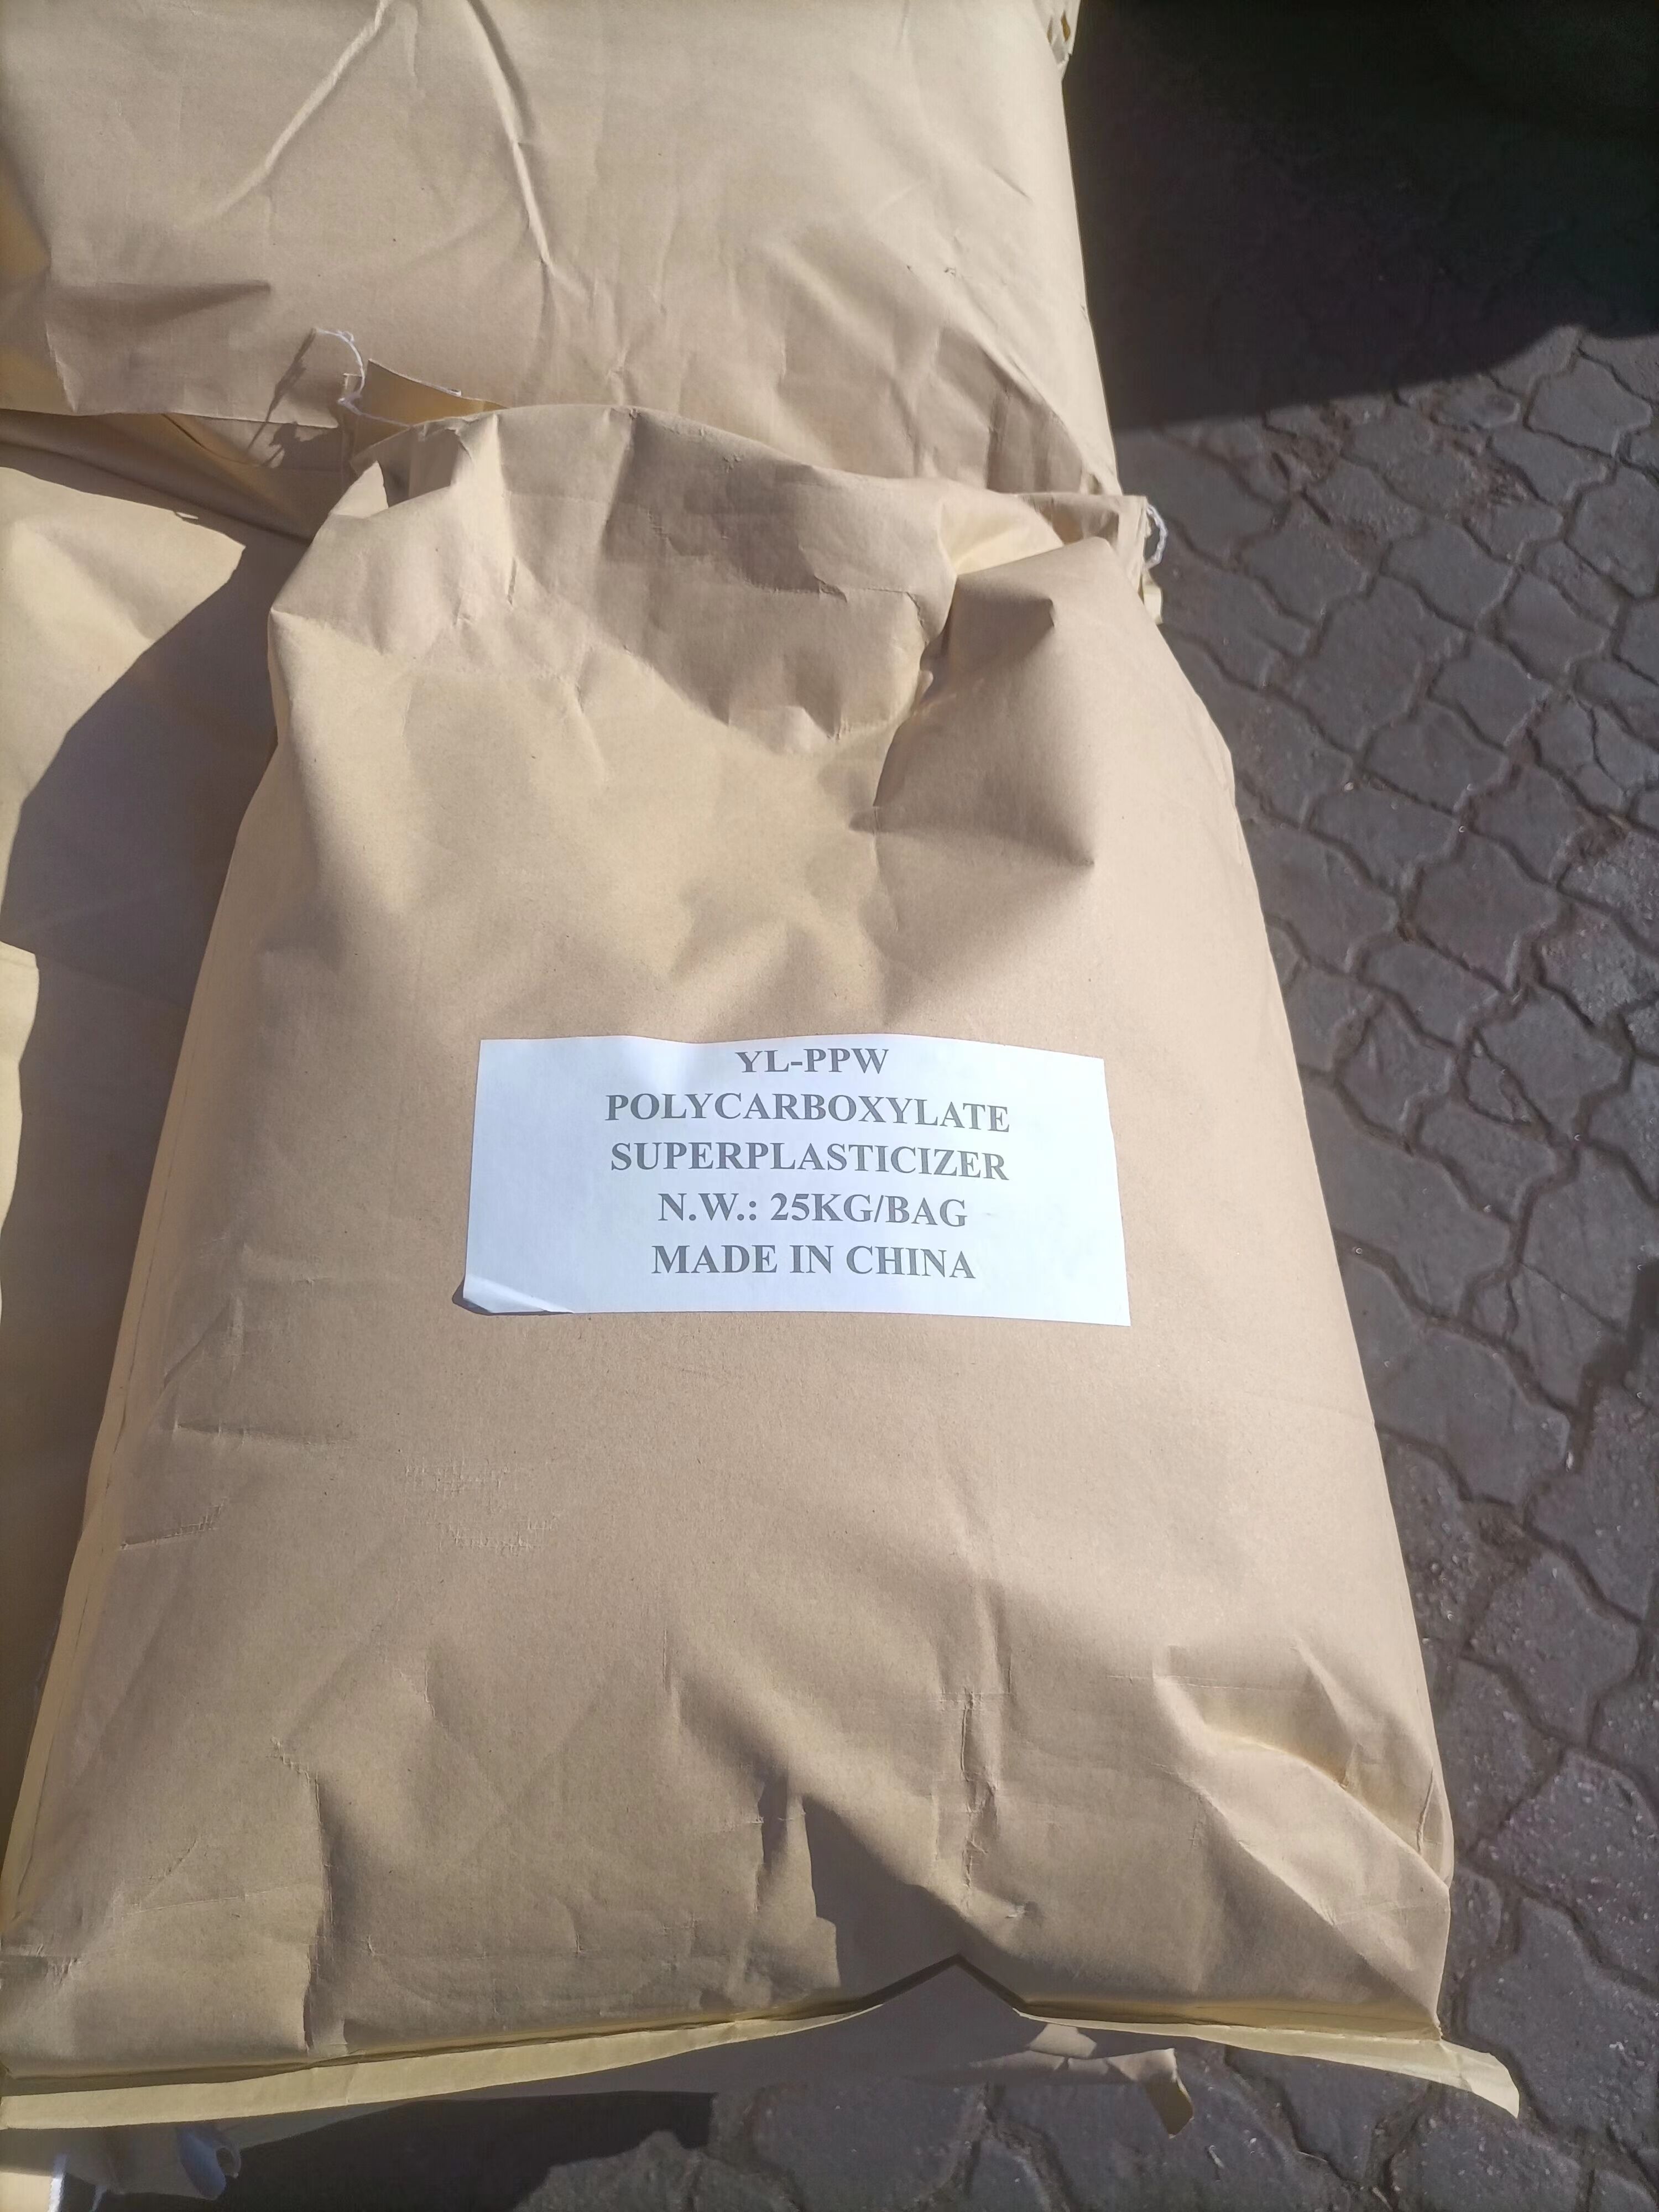 YL-PPW
POLYCARBOXYLATE
SUPERPLASTICIZER
N.W.: 25KG/BAG
MADE IN CHINA